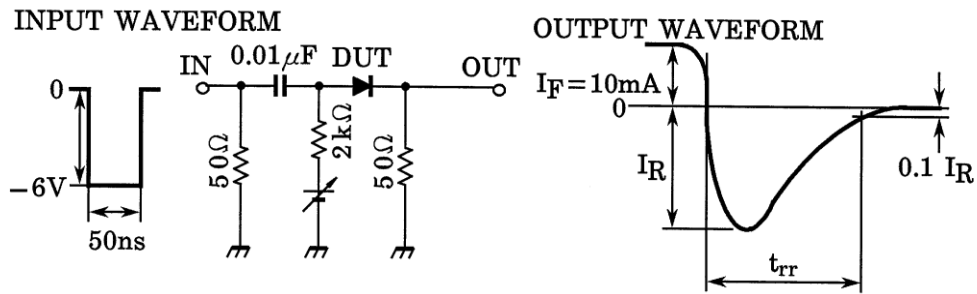 INPUT WAVEFORM
0
−6V
50ns
IN
0.01μF
DUT
OUT
50Ω
2kΩ
50Ω
OUTPUT WAVEFORM
IF=10mA
0
IR
0.1 IR
trr